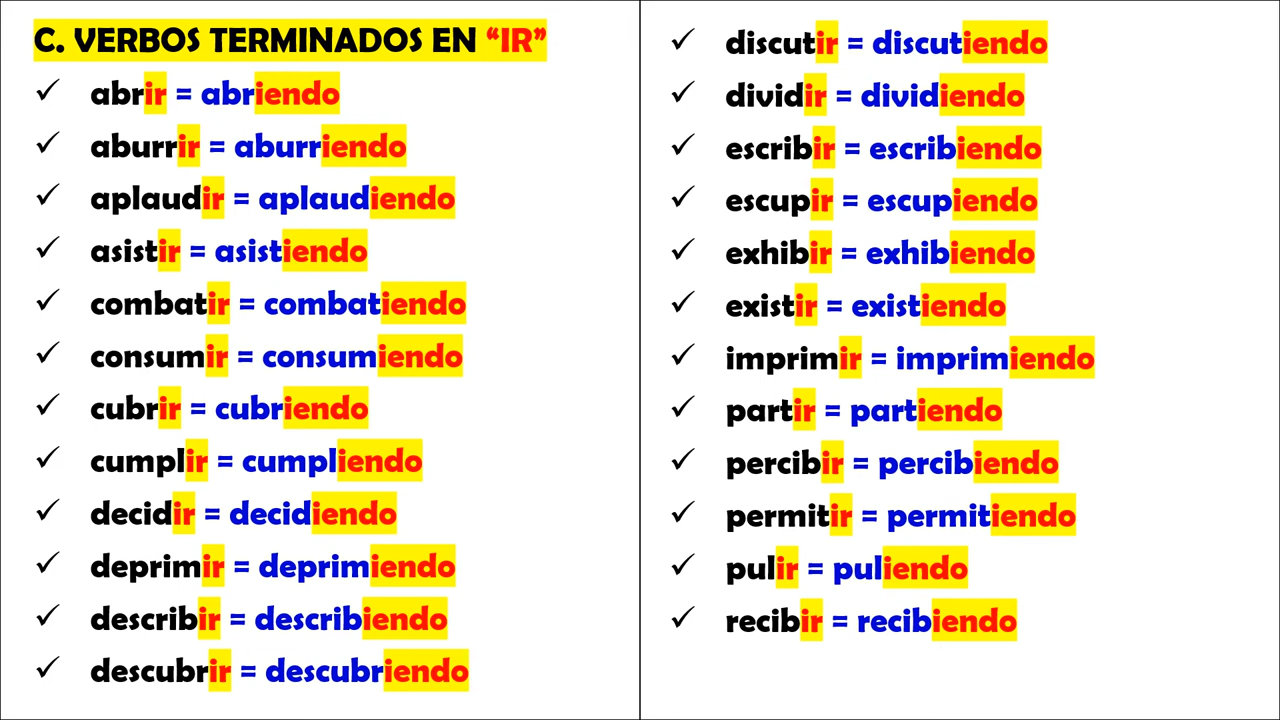 C. VERBOS TERMINADOS EN “IR”
✓ abrir = abriendo
✓ aburrir = aburriendo
✓ aplaudir = aplaudiendo
✓ asistir = asistiendo
✓ combatir = combatiendo
✓ consumir = consumiendo
✓ cubrir = cubriendo
✓ cumplir = cumpliendo
✓ decidir = decidiendo
✓ deprimir = deprimiendo
✓ describir = describiendo
✓ descubrir = descubriendo
✓ discutir = discutiendo
✓ dividir = dividiendo
✓ escribir = escribiendo
✓ escupir = escupiendo
✓ exhibir = exhibiendo
✓ existir = existiendo
✓ imprimir = imprimiendo
✓ partir = partiendo
✓ percibir = percibiendo
✓ permitir = permitiendo
✓ pulir = puliendo
✓ recibir = recibiendo